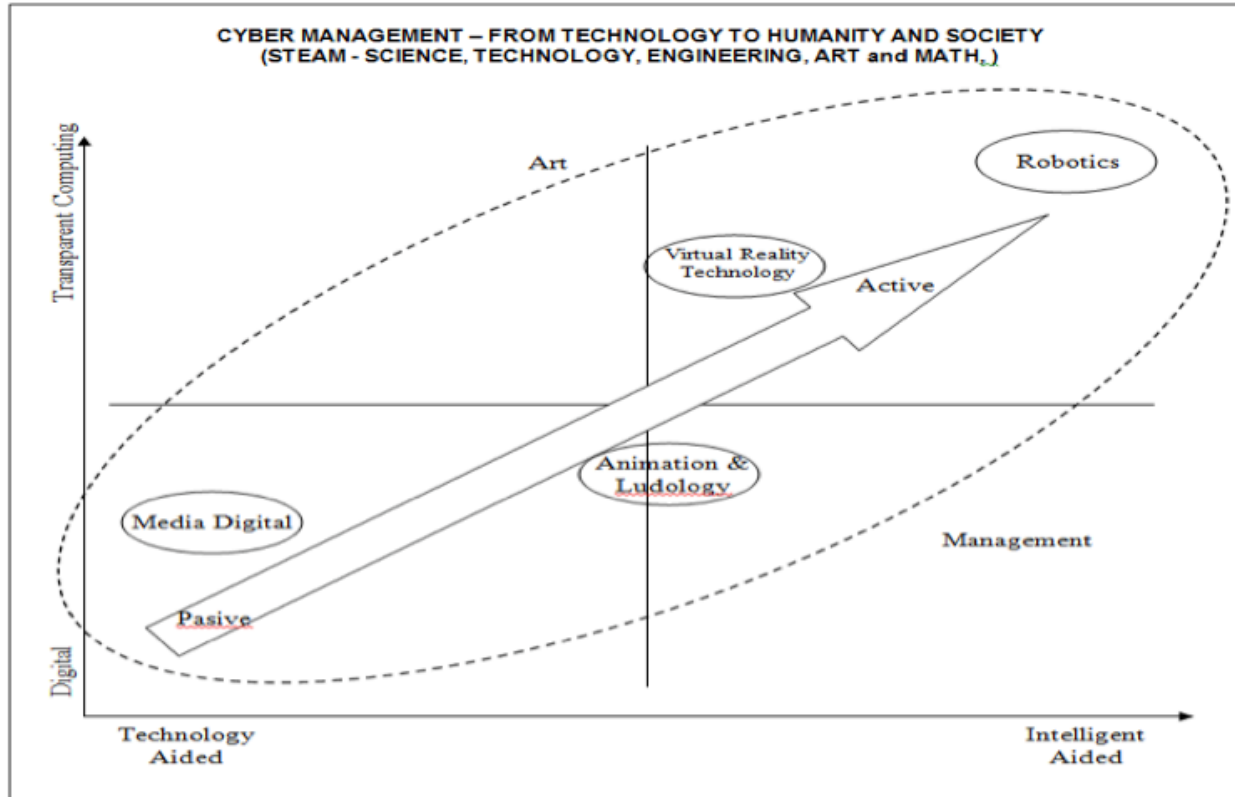 CYBER MANAGEMENT – FROM TECHNOLOGY TO HUMANITY AND SOCIETY
(STEAM - SCIENCE, TECHNOLOGY, ENGINEERING, ART and MATH, )
Transparent Computing
Art
Robotics
Virtual Reality
Technology
Active
Animation &
Ludology
Media Digital
Management
Pasive
Digital
Technology
Aided
Intelligent
Aided